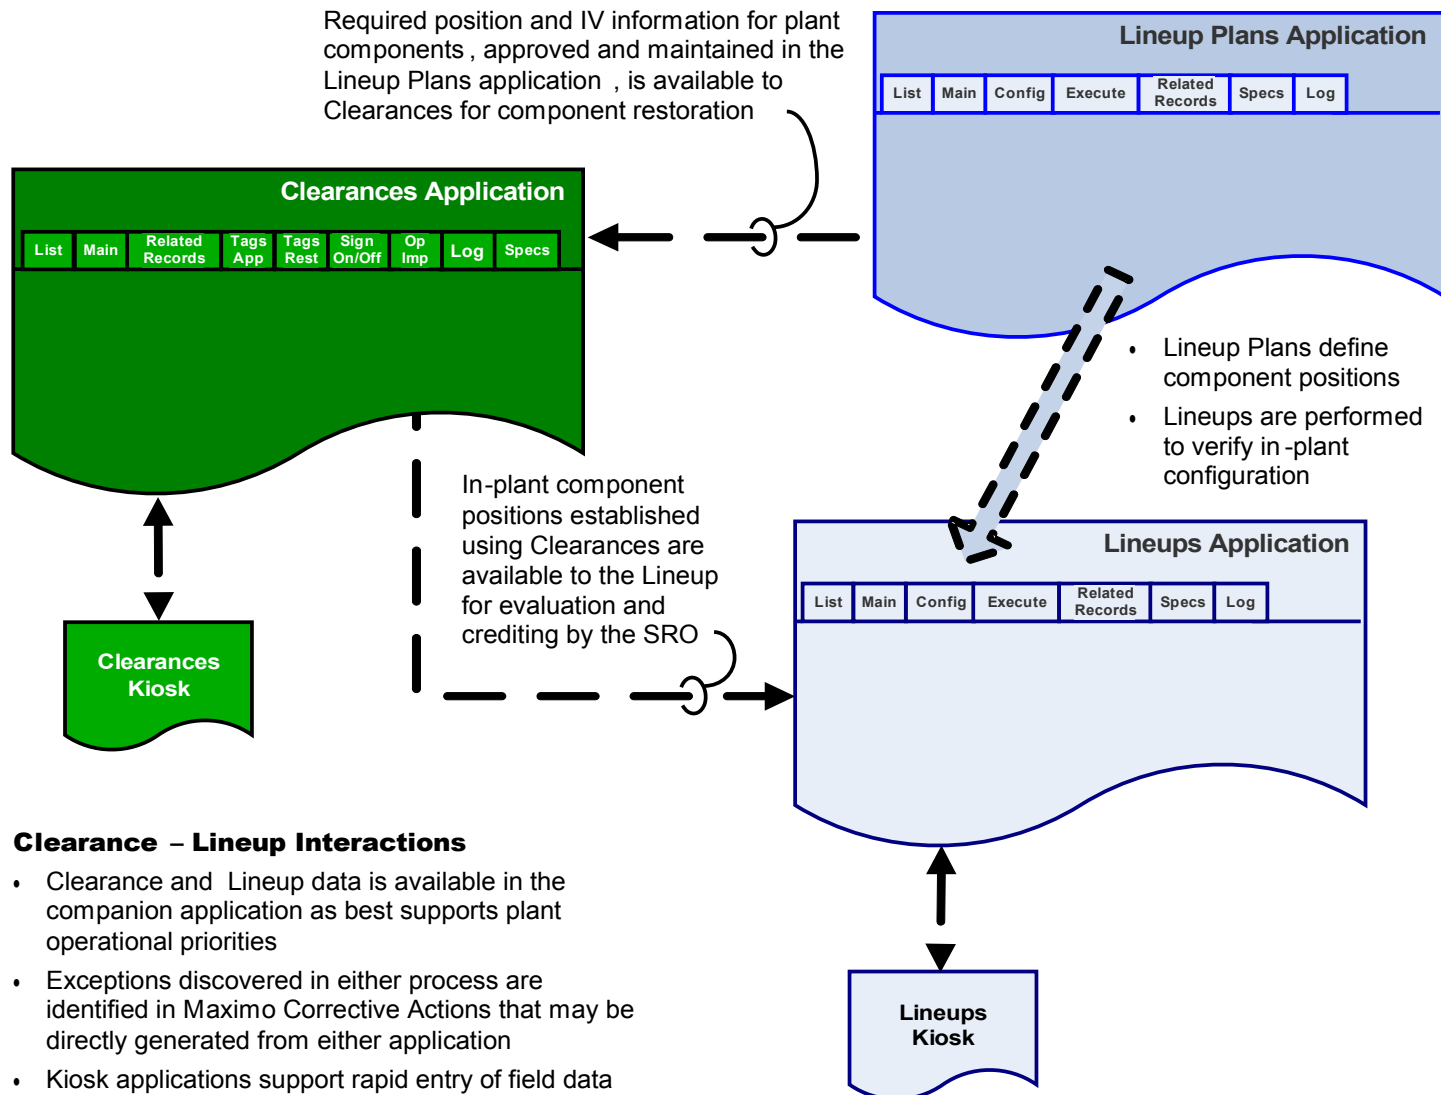 Required position and IV information for plant
components , approved and maintained in the
Lineup Plans application , is available to
Clearances for component restoration
Lineup Plans Application
List Main Config Execute Related Records Specs Log
Clearances Application
List Main Related Records Tags App Tags Rest Sign On/Off Op Imp Log Specs
• Lineup Plans define
component positions
• Lineups are performed
to verify in -plant
configuration
In-plant component
positions established
using Clearances are
available to the Lineup
for evaluation and
crediting by the SRO
Lineups Application
List Main Config Execute Related Records Specs Log
Clearances
Kiosk
Clearance – Lineup Interactions
• Clearance and Lineup data is available in the
companion application as best supports plant
operational priorities
• Exceptions discovered in either process are
identified in Maximo Corrective Actions that may be
directly generated from either application
• Kiosk applications support rapid entry of field data
Lineups
Kiosk